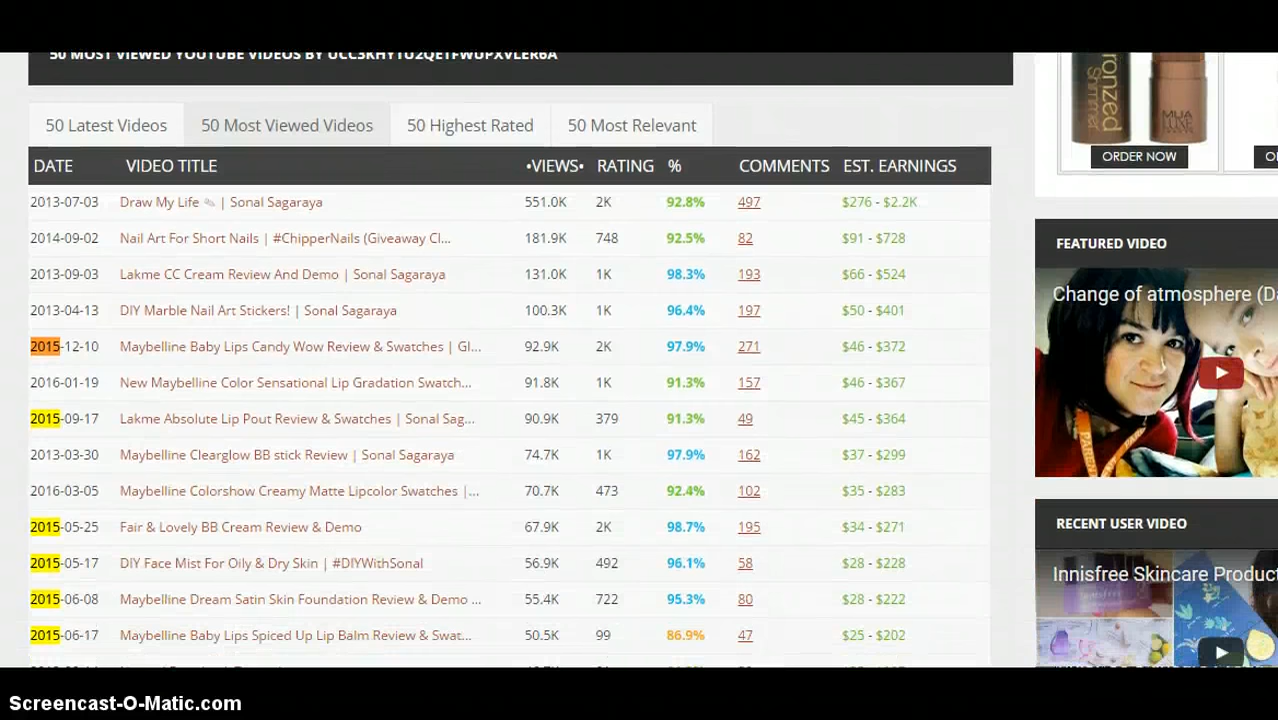 50 MOST VIEWED YOUTUBE VIDEOS BY
50 Latest Videos 50 Most Viewed Videos 50 Highest Rated 50 Most Relevant
DATE VIDEO TITLE •VIEWS• RATING % COMMENTS EST. EARNINGS
2013-07-03 Draw My Life ✎ | Sonal Sagaraya 551.0K 2K 92.8% 497 $276 - $2.2K
2014-09-02 Nail Art For Short Nails | #ChipperNails (Giveaway Cl... 181.9K 748 92.5% 82 $91 - $728
2013-09-03 Lakme CC Cream Review And Demo | Sonal Sagaraya 131.0K 1K 98.3% 193 $66 - $524
2013-04-13 DIY Marble Nail Art Stickers! | Sonal Sagaraya 100.3K 1K 96.4% 197 $50 - $401
2015-12-10 Maybelline Baby Lips Candy Wow Review & Swatches | Gl... 92.9K 2K 97.9% 271 $46 - $372
2016-01-19 New Maybelline Color Sensational Lip Gradation Swatch... 91.8K 1K 91.3% 157 $46 - $367
2015-09-17 Lakme Absolute Lip Pout Review & Swatches | Sonal Sag... 90.9K 379 91.3% 49 $45 - $364
2013-03-30 Maybelline Clearglow BB stick Review | Sonal Sagaraya 74.7K 1K 97.9% 162 $37 - $299
2016-03-05 Maybelline Colorshow Creamy Matte Lipcolor Swatches |... 70.7K 473 92.4% 102 $35 - $283
2015-05-25 Fair & Lovely BB Cream Review & Demo 67.9K 2K 98.7% 195 $34 - $271
2015-05-17 DIY Face Mist For Oily & Dry Skin | #DIYWithSonal 56.9K 492 96.1% 58 $28 - $228
2015-06-08 Maybelline Dream Satin Skin Foundation Review & Demo ... 55.4K 722 95.3% 80 $28 - $222
2015-06-17 Maybelline Baby Lips Spiced Up Lip Balm Review & Swat... 50.5K 99 86.9% 47 $25 - $202
ronzed
Shimmer
MUA
LUXE
ORDER NOW
FEATURED VIDEO
Change of atmosphere (Da
RECENT USER VIDEO
Innisfree Skincare Product
Screencast-O-Matic.com